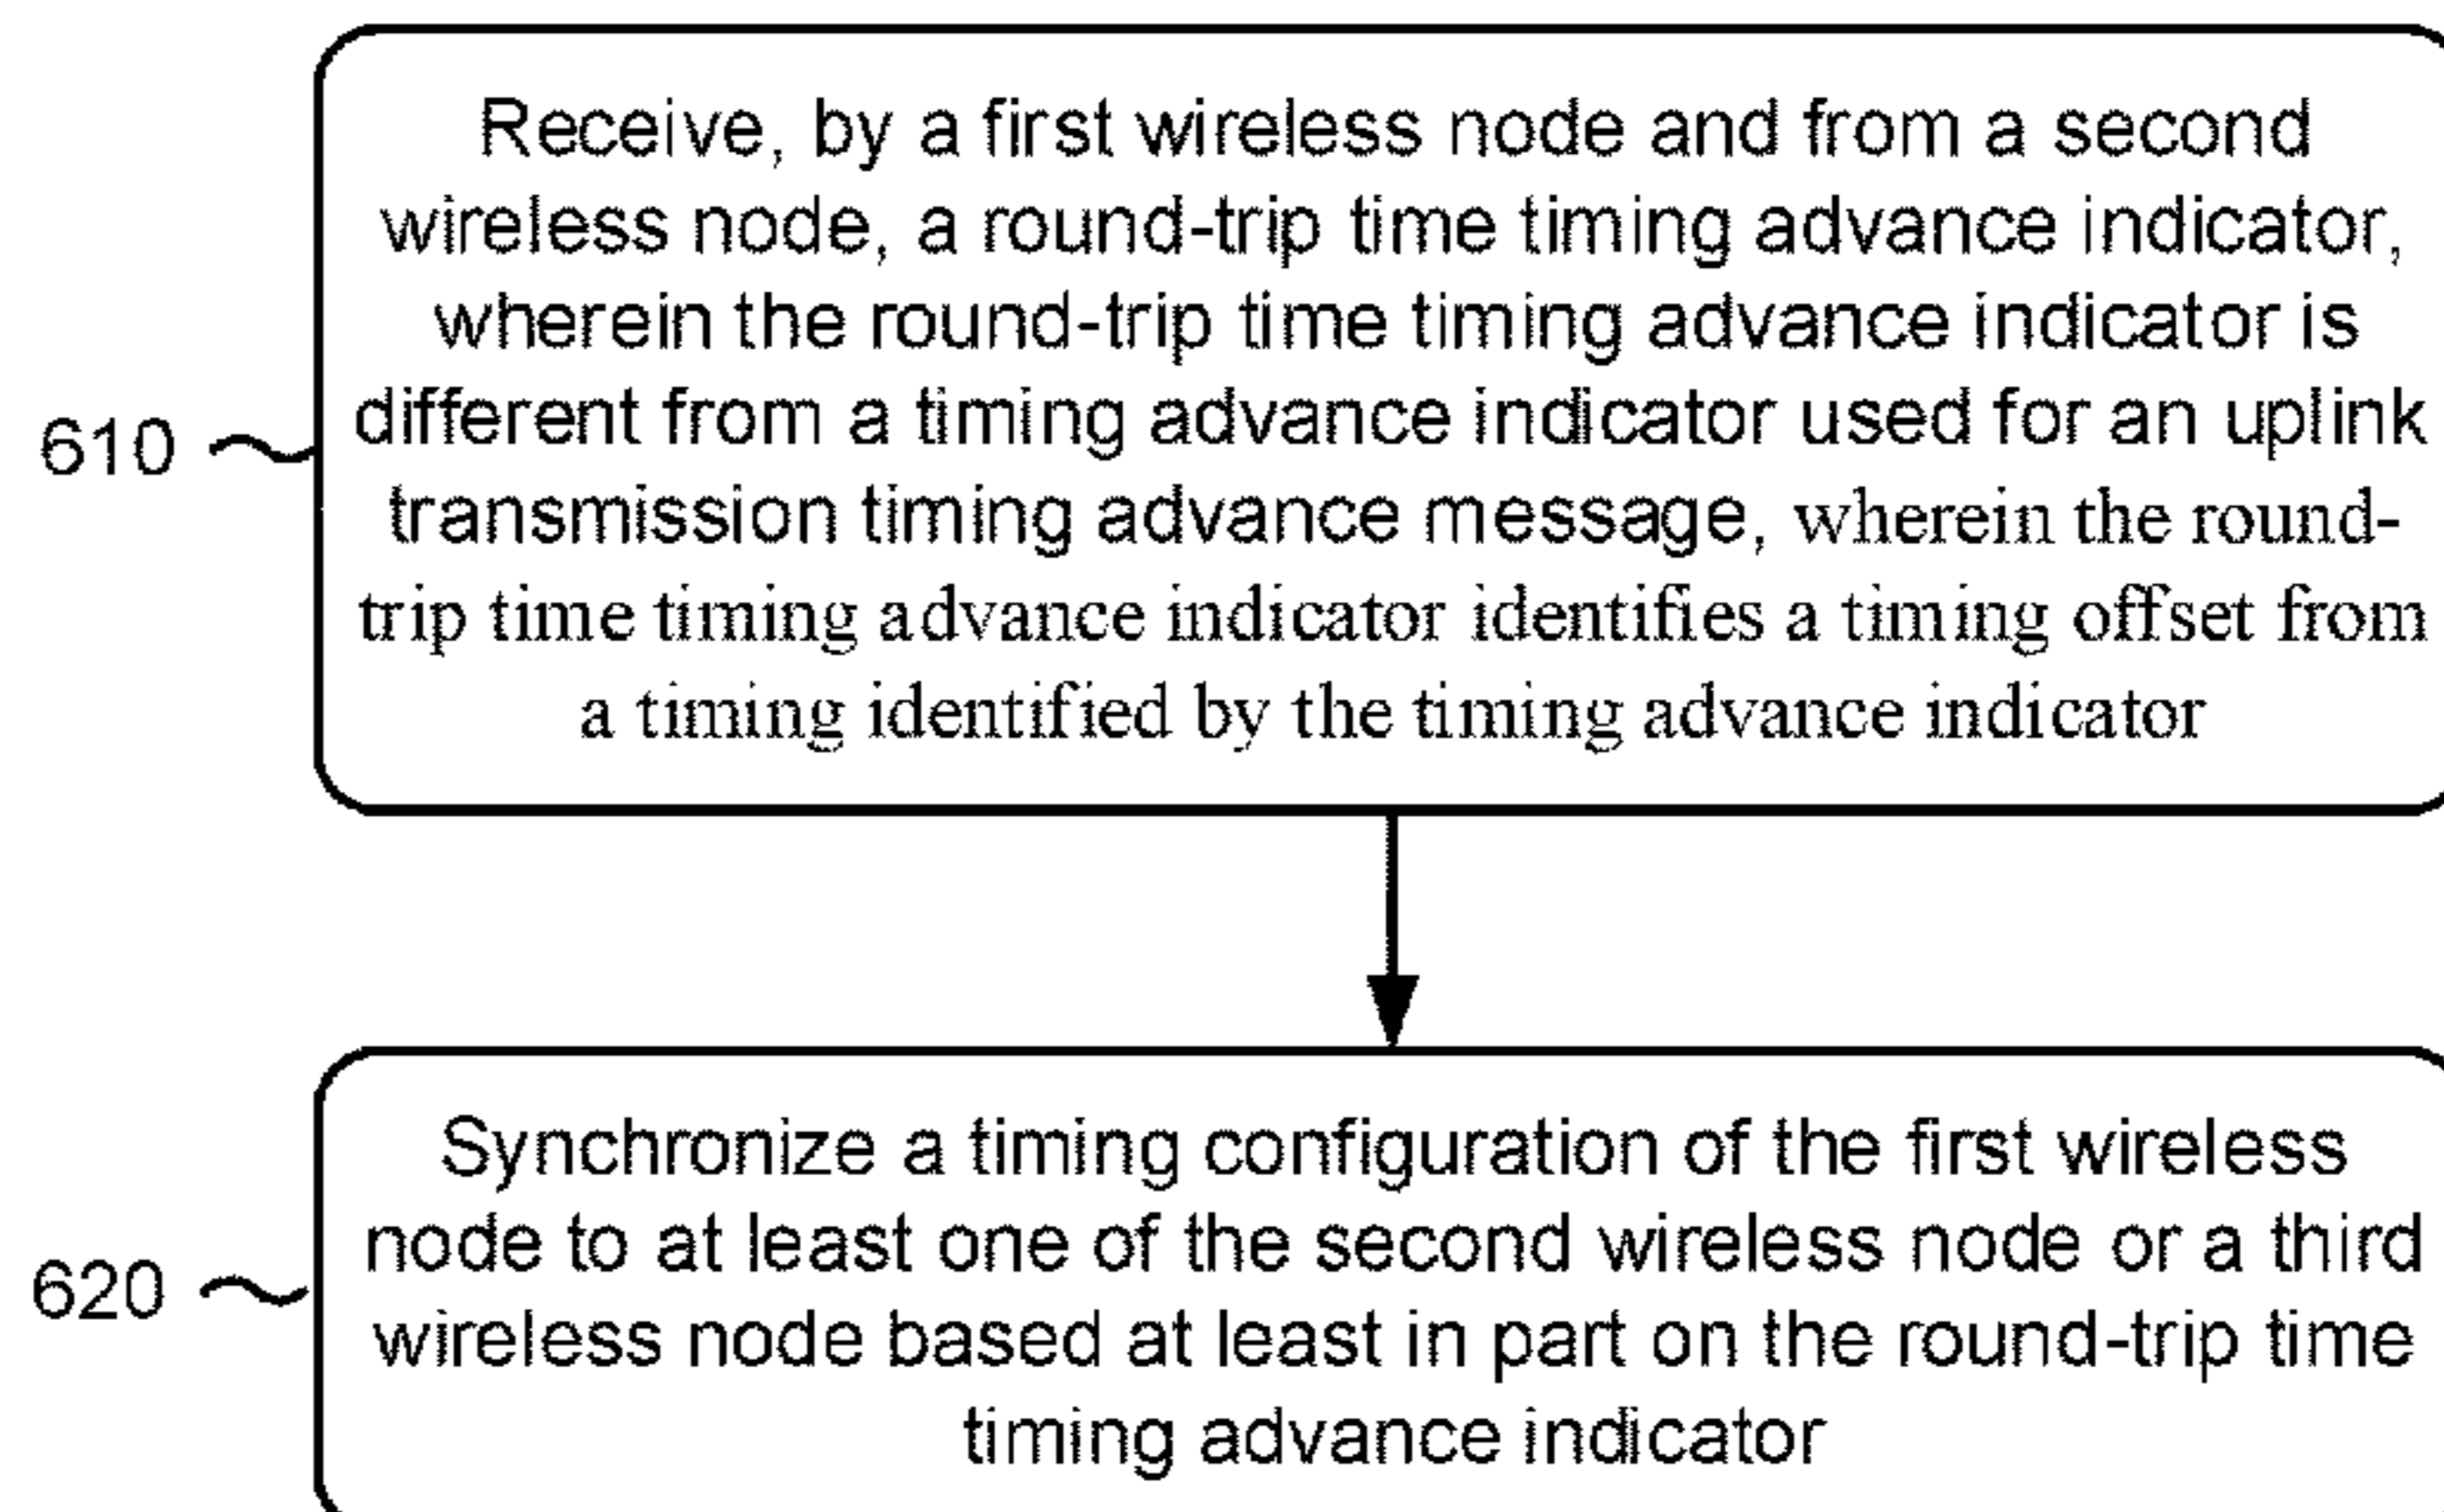 Receive, by a first wireless node and from a second
wireless node, a round-trip time timing advance indicator,
wherein the round-trip time timing advance indicator is
610 different from a timing advance indicator used for an uplink
transmission timing advance message, wherein the round-
trip time timing advance indicator identifies a timing offset from
a timing identified by the timing advance indicator
Synchronize a timing configuration of the first wireless
node to at least one of the second wireless node or a third
620 wireless node based at least in part on the round-trip time
timing advance indicator